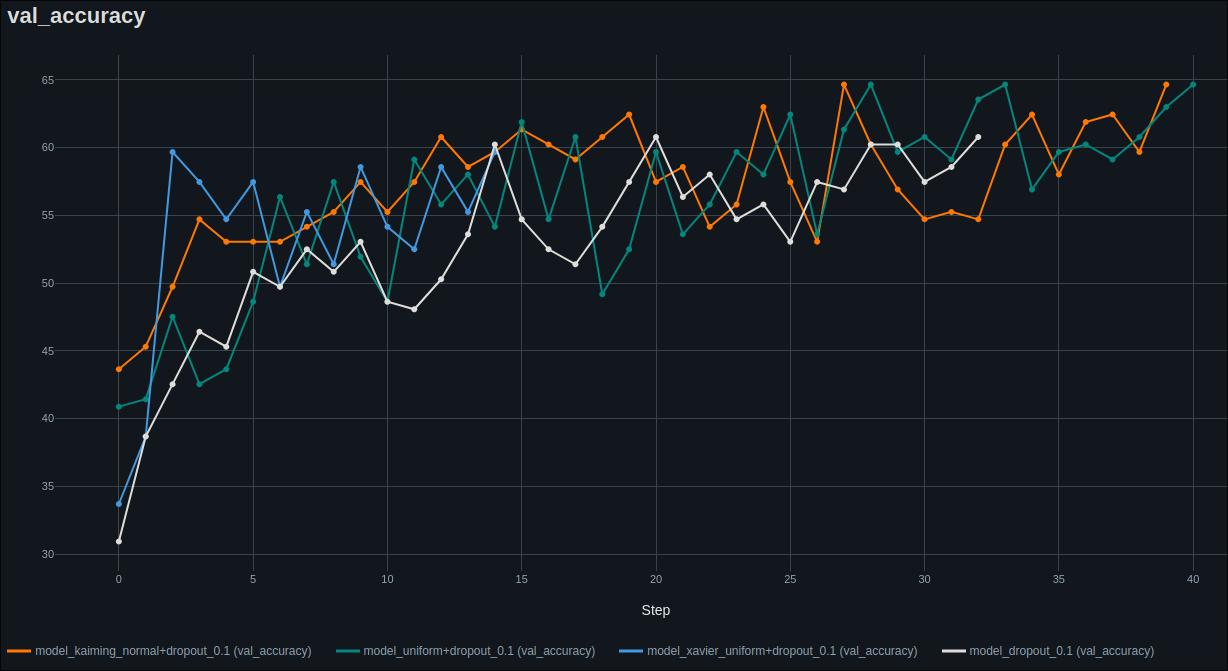 val_accuracy
65
60
55
50
45
40
35
30
0 5 10 15 20 25 30 35 40
Step
model_kaiming_normal+dropout_0.1 (val_accuracy) model_uniform+dropout_0.1 (val_accuracy) model_xavier_uniform+dropout_0.1 (val_accuracy) model_dropout_0.1 (val_accuracy)